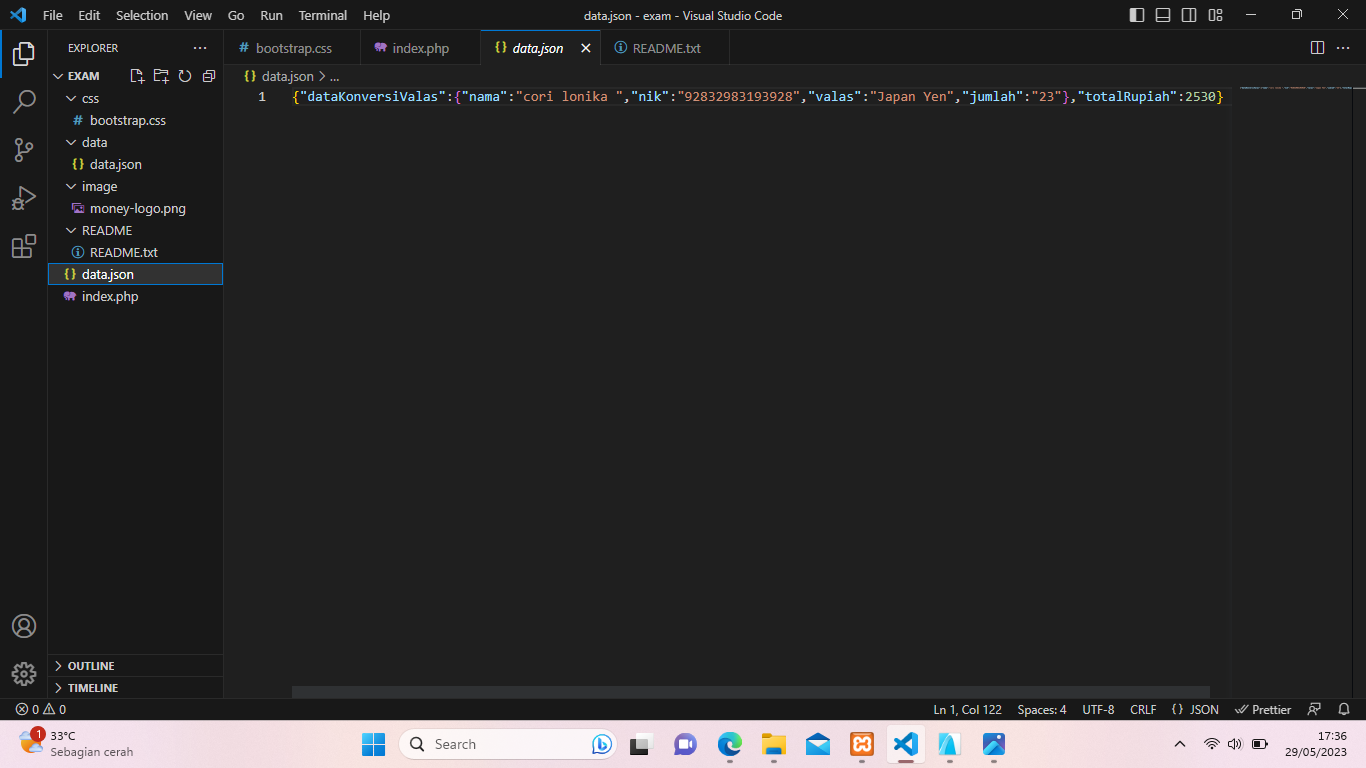 File Edit Selection View Go Run Terminal Help
data.json - exam - Visual Studio Code
EXPLORER
EXAM
css
# bootstrap.css
data
{} data.json
image
money-logo.png
README
README.txt
{} data.json
index.php
OUTLINE
TIMELINE
# bootstrap.css index.php {} data.json README.txt
{} data.json > ...
1 {"dataKonversiValas":{"nama":"cori lonika ","nik":"92832983193928","valas":"Japan Yen","jumlah":"23"},"totalRupiah":2530}
0 0 Ln 1, Col 122 Spaces: 4 UTF-8 CRLF {} JSON Prettier
1
33°C
Sebagian cerah
Search
17:36
29/05/2023